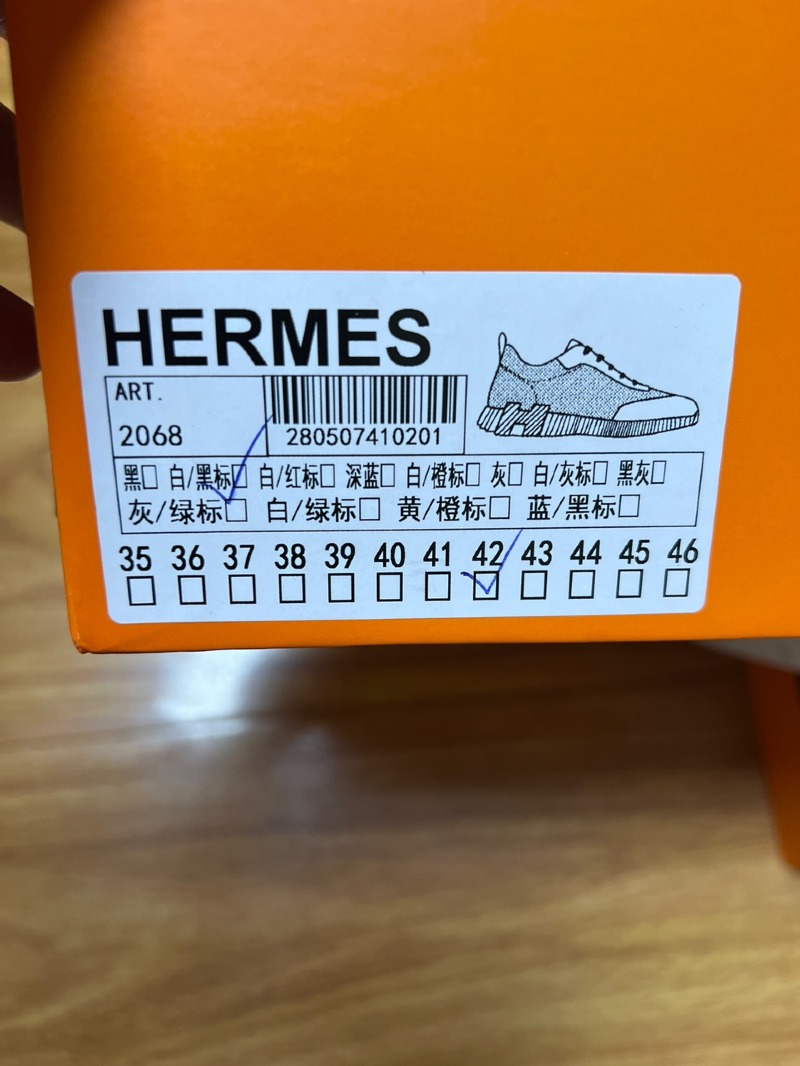 HERMES
ART.
2068
280507410201
黑□ 白/黑标□ 白/红标□ 深蓝□ 白/橙标□ 灰□ 白/灰标□ 黑灰□
灰/绿标□ 白/绿标□ 黄/橙标□ 蓝/黑标□
35 36 37 38 39 40 41 42 43 44 45 46